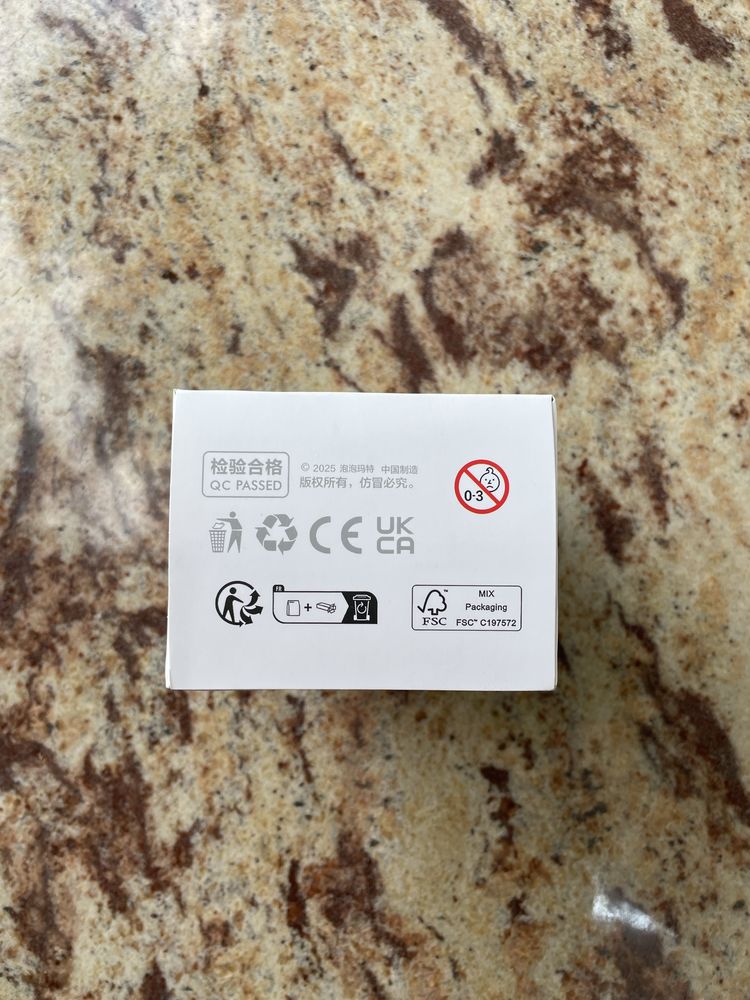 检验合格
QC PASSED
© 2025 泡泡玛特 中国制造
版权所有，仿冒必究。
0-3
CE
UK
CA
FR
+
FSC™
MIX
Packaging
FSC™ C197572